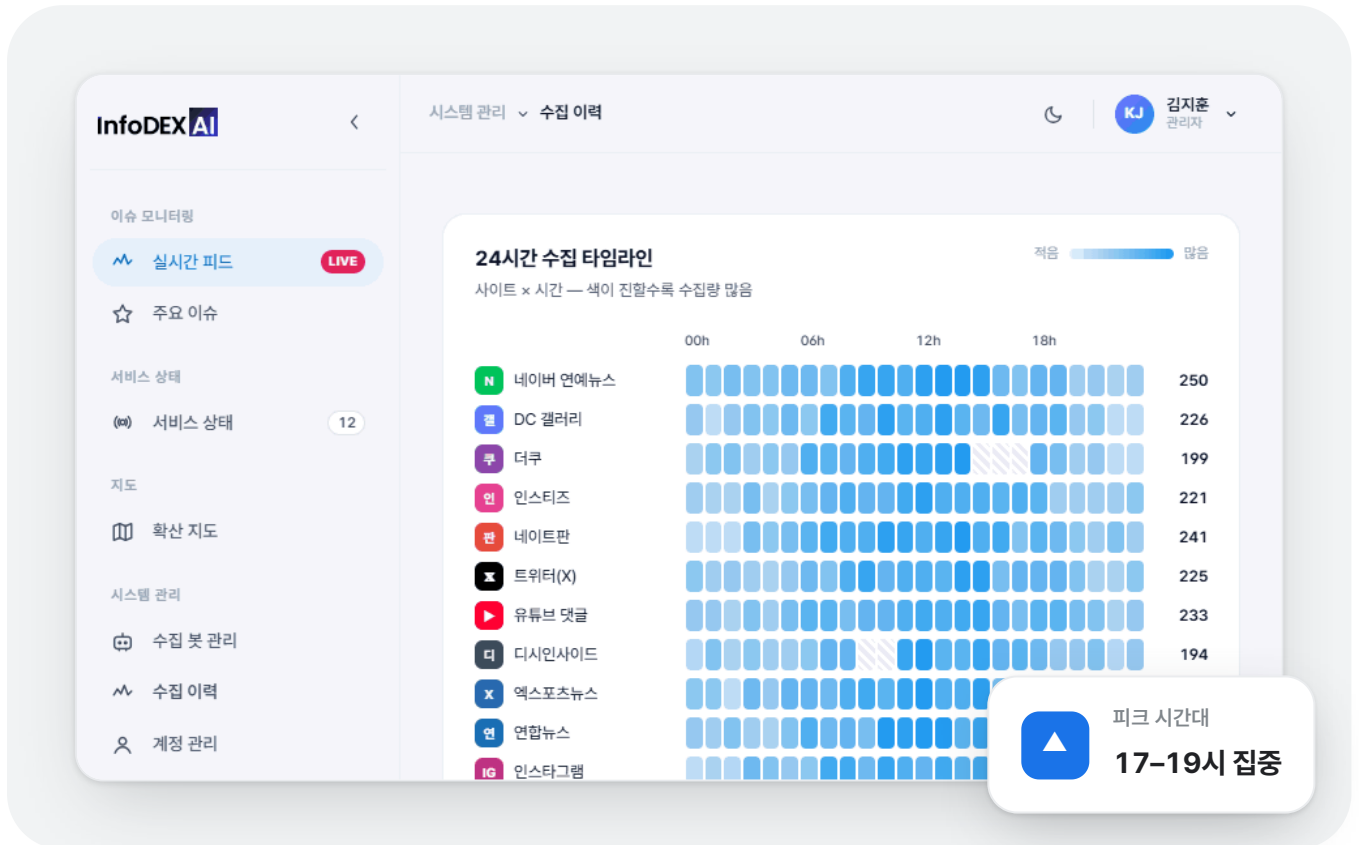 InfoDEX AI
시스템 관리
수집 이력
KJ
김지훈
관리자
이슈 모니터링
실시간 피드
LIVE
주요 이슈
서비스 상태
서비스 상태
12
지도
확산 지도
시스템 관리
수집 봇 관리
수집 이력
계정 관리
24시간 수집 타임라인
적음
많음
사이트 × 시간 — 색이 진할수록 수집량 많음
00h 06h 12h 18h
N 네이버 연예뉴스 250
갤 DC 갤러리 226
쿠 더쿠 199
인 인스티즈 221
판 네이트판 241
트위터(X) 225
유튜브 댓글 233
디 디시인사이드 194
X 엑스포츠뉴스
연 연합뉴스
IG 인스타그램
피크 시간대
17–19시 집중